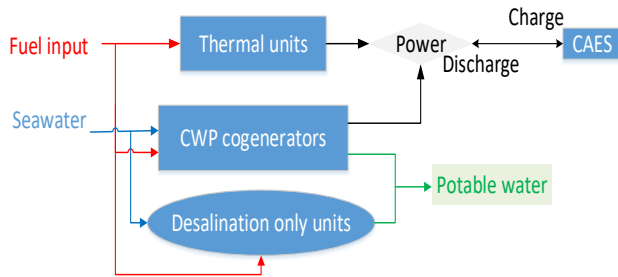 Charge
Thermal units
Power
CAES
Fuel input
Discharge
Seawater
CWP cogenerators
Potable water
Desalination only units